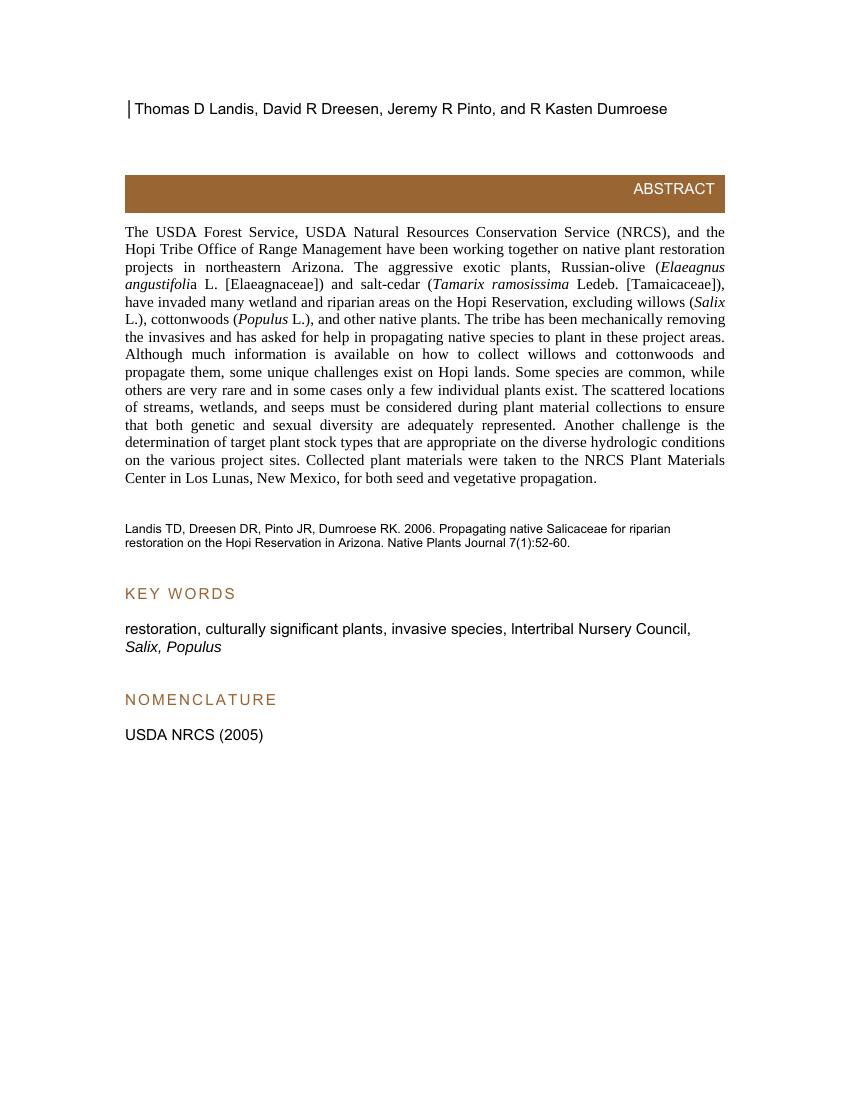 Thomas D Landis, David R Dreesen, Jeremy R Pinto, and R Kasten Dumroese
ABSTRACT
The USDA Forest Service, USDA Natural Resources Conservation Service (NRCS), and the
Hopi Tribe Office of Range Management have been working together on native plant restoration
projects in northeastern Arizona. The aggressive exotic plants, Russian-olive (Elaeagnus
angustifolia L. [Elaeagnaceae]) and salt-cedar (Tamarix ramosissima Ledeb. [Tamaicaceae]),
have invaded many wetland and riparian areas on the Hopi Reservation, excluding willows (Salix
L.), cottonwoods (Populus L.), and other native plants. The tribe has been mechanically removing
the invasives and has asked for help in propagating native species to plant in these project areas.
Although much information is available on how to collect willows and cottonwoods and
propagate them, some unique challenges exist on Hopi lands. Some species are common, while
others are very rare and in some cases only a few individual plants exist. The scattered locations
of streams, wetlands, and seeps must be considered during plant material collections to ensure
that both genetic and sexual diversity are adequately represented. Another challenge is the
determination of target plant stock types that are appropriate on the diverse hydrologic conditions
on the various project sites. Collected plant materials were taken to the NRCS Plant Materials
Center in Los Lunas, New Mexico, for both seed and vegetative propagation.
Landis TD, Dreesen DR, Pinto JR, Dumroese RK. 2006. Propagating native Salicaceae for riparian
restoration on the Hopi Reservation in Arizona. Native Plants Journal 7(1):52-60.
KEY WORDS
restoration, culturally significant plants, invasive species, Intertribal Nursery Council,
Salix, Populus
NOMENCLATURE
USDA NRCS (2005)